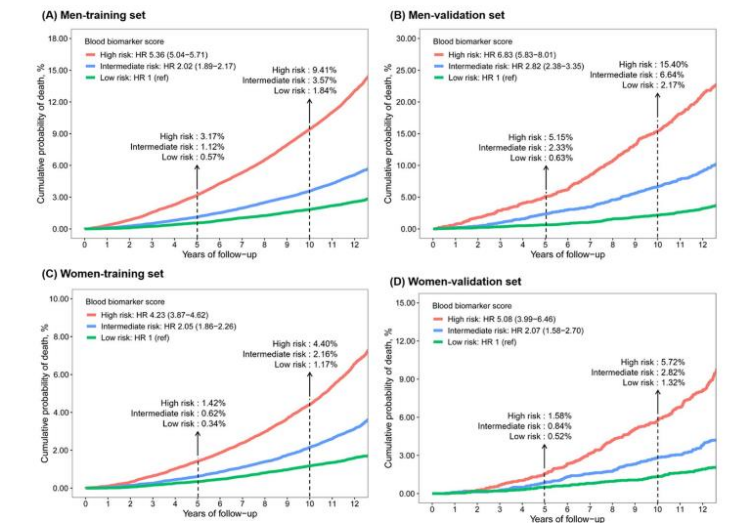 (A) Men-training set
18.00
15.00
12.00
9.00
6.00
3.00
0.00
Cumulative probability of death, %
Blood biomarker score
High risk: HR 5.36 (5.04−5.71)
Intermediate risk: HR 2.02 (1.89−2.17)
Low risk: HR 1 (ref)
High risk : 9.41%
Intermediate risk : 3.57%
Low risk : 1.84%
High risk : 3.17%
Intermediate risk : 1.12%
Low risk : 0.57%
0 1 2 3 4 5 6 7 8 9 10 11 12
Years of follow−up
(B) Men-validation set
30.00
25.00
20.00
15.00
10.00
5.00
0.00
Cumulative probability of death, %
Blood biomarker score
High risk: HR 6.83 (5.83−8.01)
Intermediate risk: HR 2.82 (2.38−3.35)
Low risk: HR 1 (ref)
High risk : 15.40%
Intermediate risk : 6.64%
Low risk : 2.17%
High risk : 5.15%
Intermediate risk : 2.33%
Low risk : 0.63%
0 1 2 3 4 5 6 7 8 9 10 11 12
Years of follow−up
(C) Women-training set
10.00
8.00
6.00
4.00
2.00
0.00
Cumulative probability of death, %
Blood biomarker score
High risk: HR 4.23 (3.87−4.62)
Intermediate risk: HR 2.05 (1.86−2.26)
Low risk: HR 1 (ref)
High risk : 4.40%
Intermediate risk : 2.16%
Low risk : 1.17%
High risk : 1.42%
Intermediate risk : 0.62%
Low risk : 0.34%
0 1 2 3 4 5 6 7 8 9 10 11 12
Years of follow−up
(D) Women-validation set
15.00
12.00
9.00
6.00
3.00
0.00
Cumulative probability of death, %
Blood biomarker score
High risk: HR 5.08 (3.99−6.46)
Intermediate risk: HR 2.07 (1.58−2.70)
Low risk: HR 1 (ref)
High risk : 5.72%
Intermediate risk : 2.82%
Low risk : 1.32%
High risk : 1.58%
Intermediate risk : 0.84%
Low risk : 0.52%
0 1 2 3 4 5 6 7 8 9 10 11 12
Years of follow−up